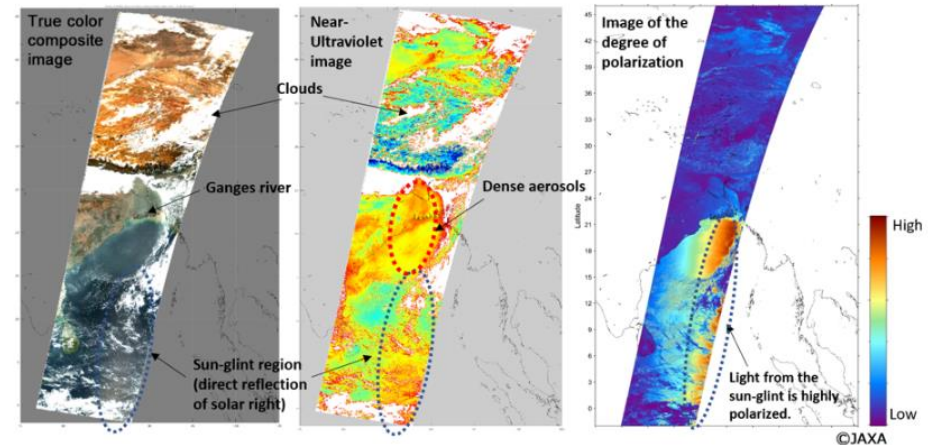 True color
composite
image
Near-
Ultraviolet
image
Image of the
degree of
polarization
Clouds
Ganges river
Dense aerosols
Sun-glint region
(direct reflection
of solar right)
Light from the
sun-glint is highly
polarized.
Latitude
45
42
39
36
33
30
27
24
21
18
15
12
9
6
3
0
High
Low
©JAXA